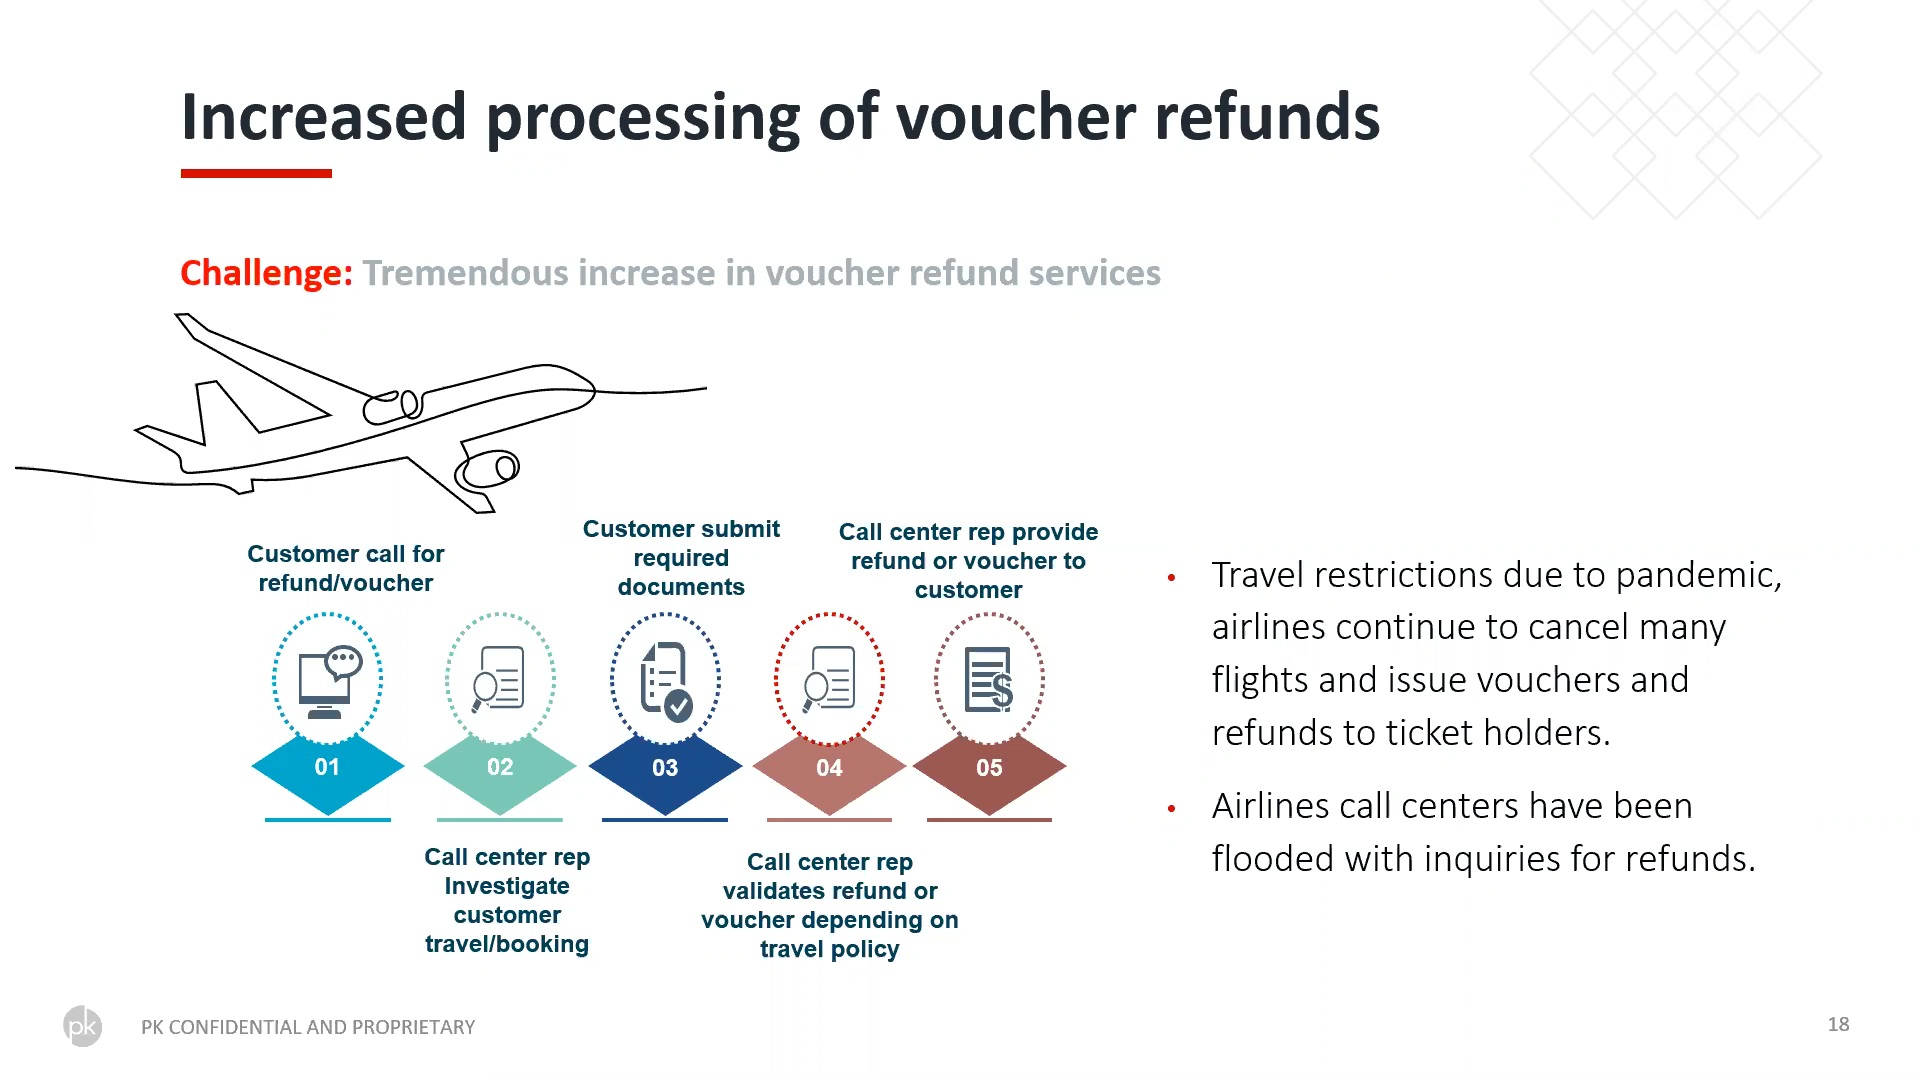 Increased processing of voucher refunds
Challenge: Tremendous increase in voucher refund services
Customer call for
refund/voucher
Customer submit
required
documents
Call center rep provide
refund or voucher to
customer
01
02
03
04
05
Call center rep
Investigate
customer
travel/booking
Call center rep
validates refund or
voucher depending on
travel policy
• Travel restrictions due to pandemic,
airlines continue to cancel many
flights and issue vouchers and
refunds to ticket holders.
• Airlines call centers have been
flooded with inquiries for refunds.
pk
PK CONFIDENTIAL AND PROPRIETARY
18